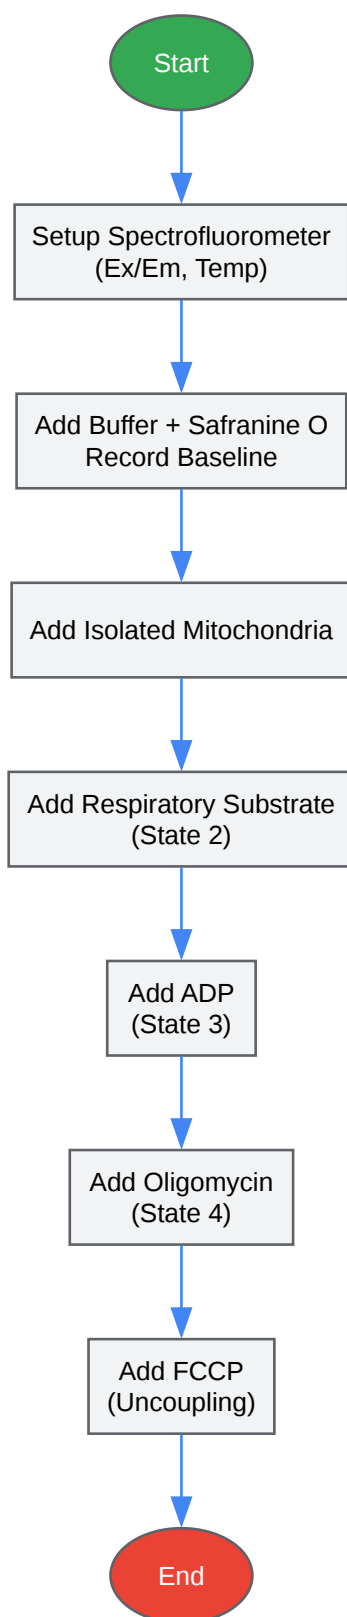 Start
Setup Spectrofluorometer
(Ex/Em, Temp)
Add Buffer + Safranine O
Record Baseline
Add Isolated Mitochondria
Add Respiratory Substrate
(State 2)
Add ADP
(State 3)
Add Oligomycin
(State 4)
Add FCCP
(Uncoupling)
End